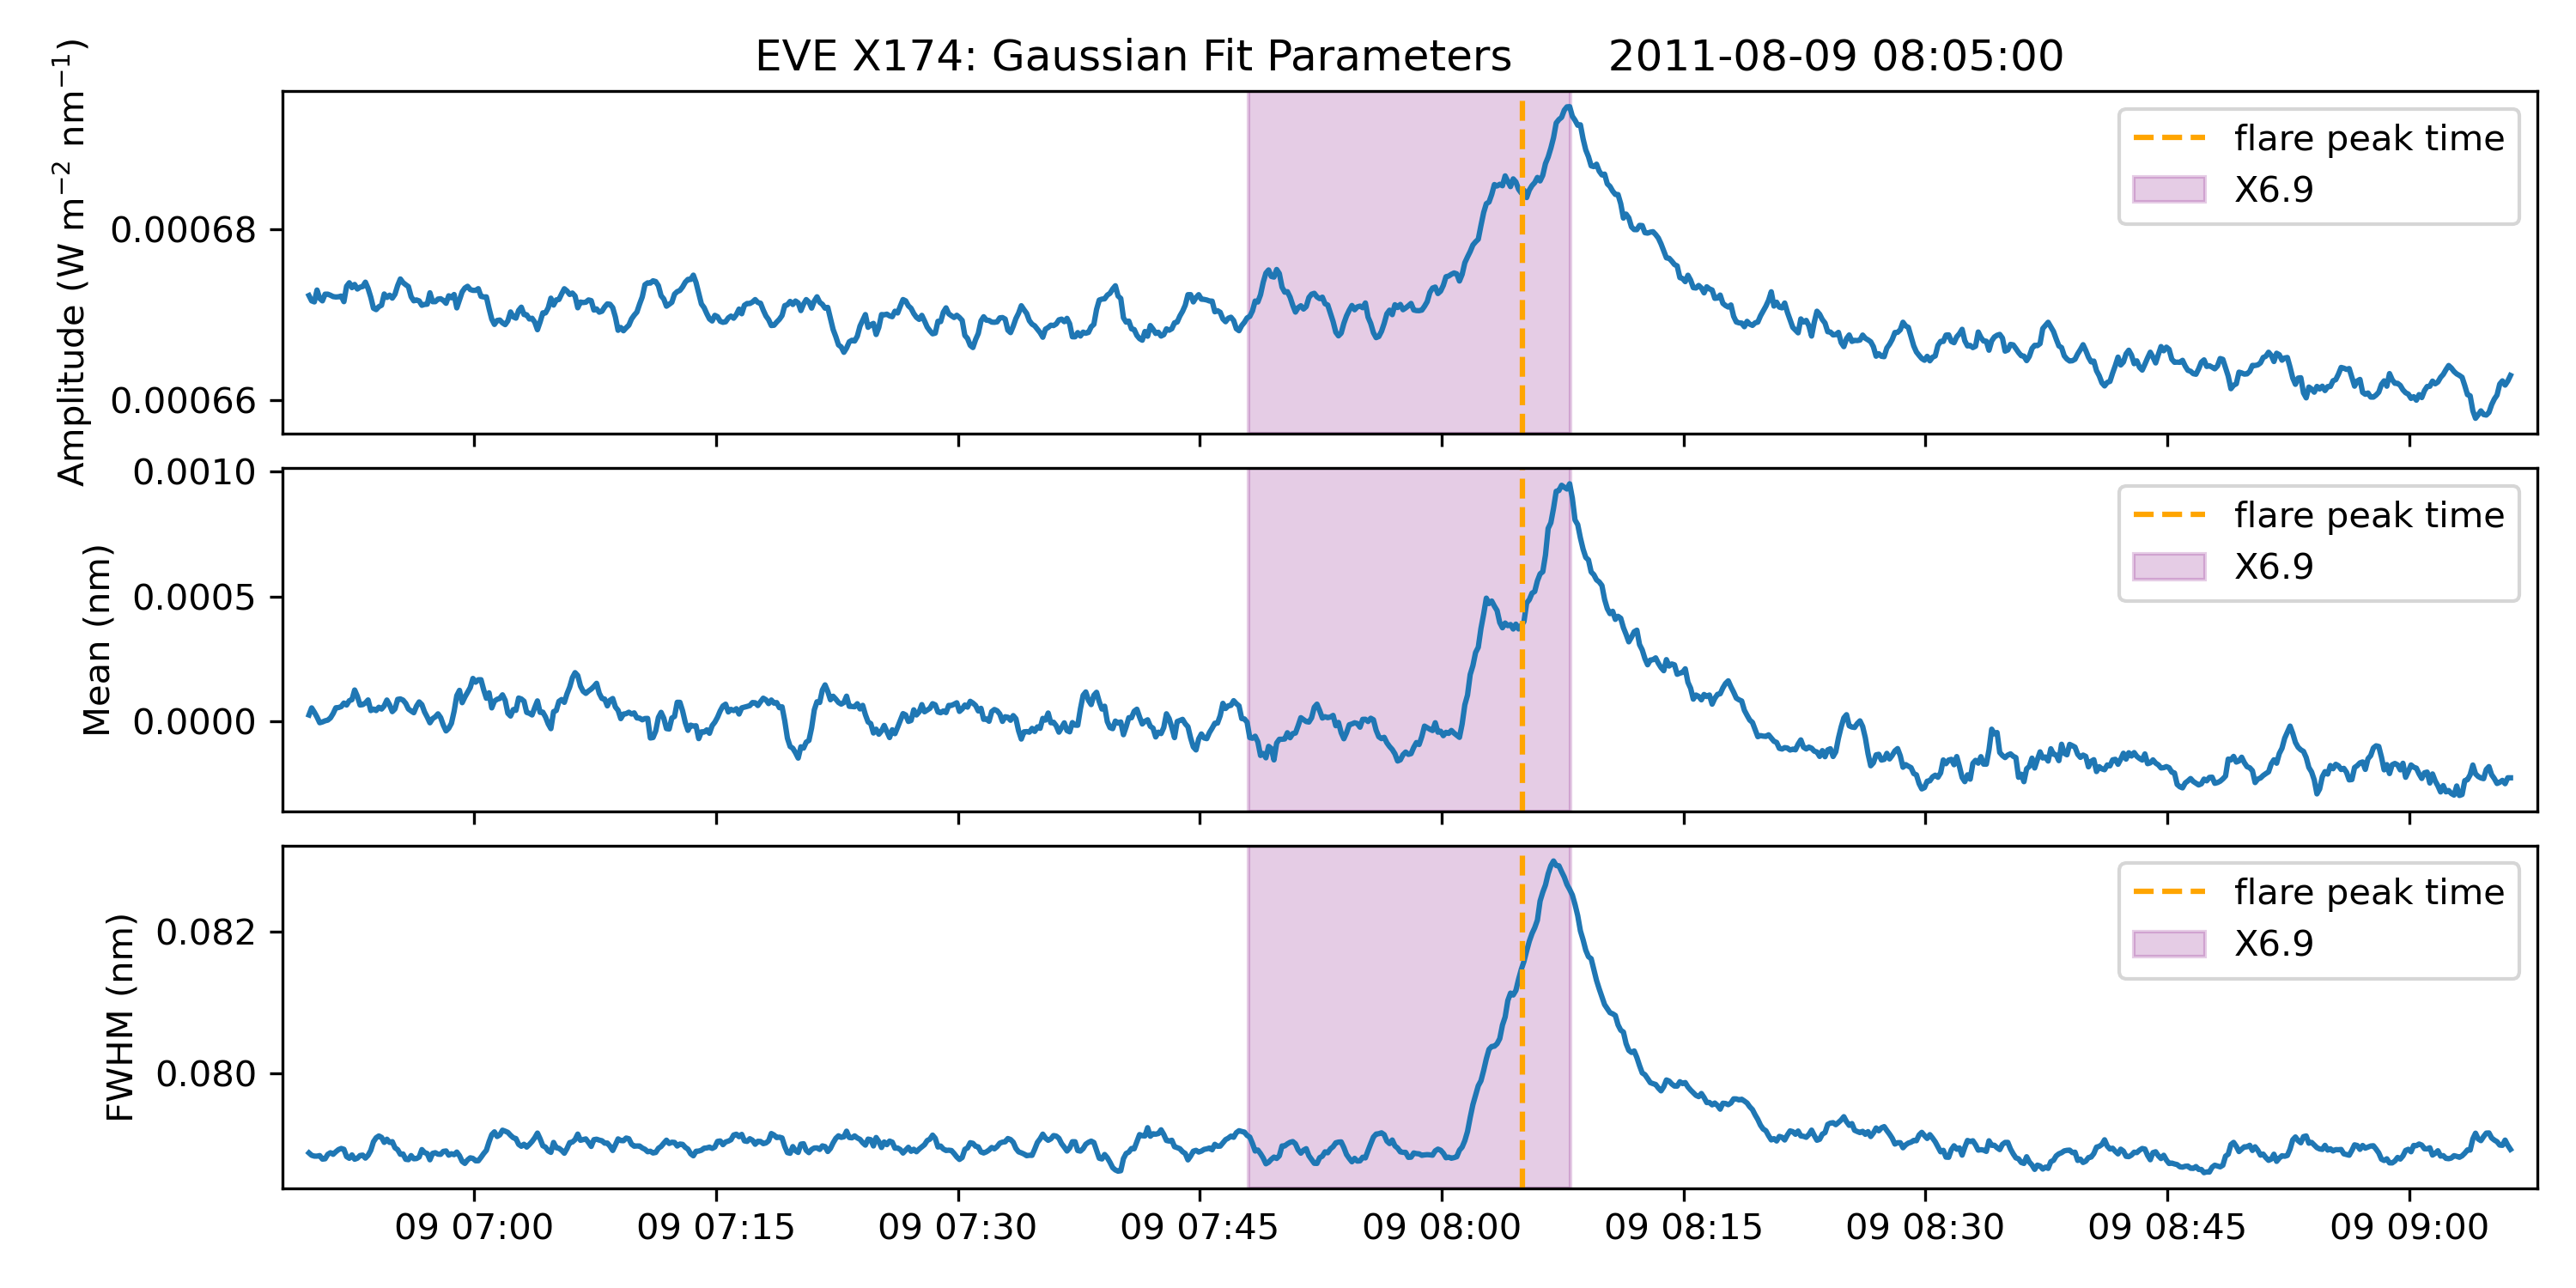 EVE X174: Gaussian Fit Parameters 2011-08-09 08:05:00
Amplitude (W m⁻² nm⁻¹)
0.00068
0.00066
flare peak time
X6.9
Mean (nm)
0.0010
0.0005
0.0000
flare peak time
X6.9
FWHM (nm)
0.082
0.080
flare peak time
X6.9
09 07:00 09 07:15 09 07:30 09 07:45 09 08:00 09 08:15 09 08:30 09 08:45 09 09:00